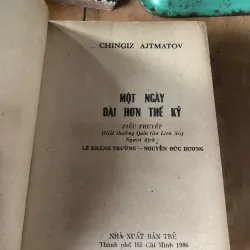 CHINGIZ AJTMATOV
MỘT NGÀY
DÀI HƠN THẾ KỶ
TIỂU THUYẾT
(Giải thưởng Quốc Gia Liên Xô)
Người dịch :
LÊ KHÁNH TRƯỜNG — NGUYỄN ĐỨC DƯƠNG
NHÀ XUẤT BẢN TRẺ
Thành phố Hồ Chí Minh 1986